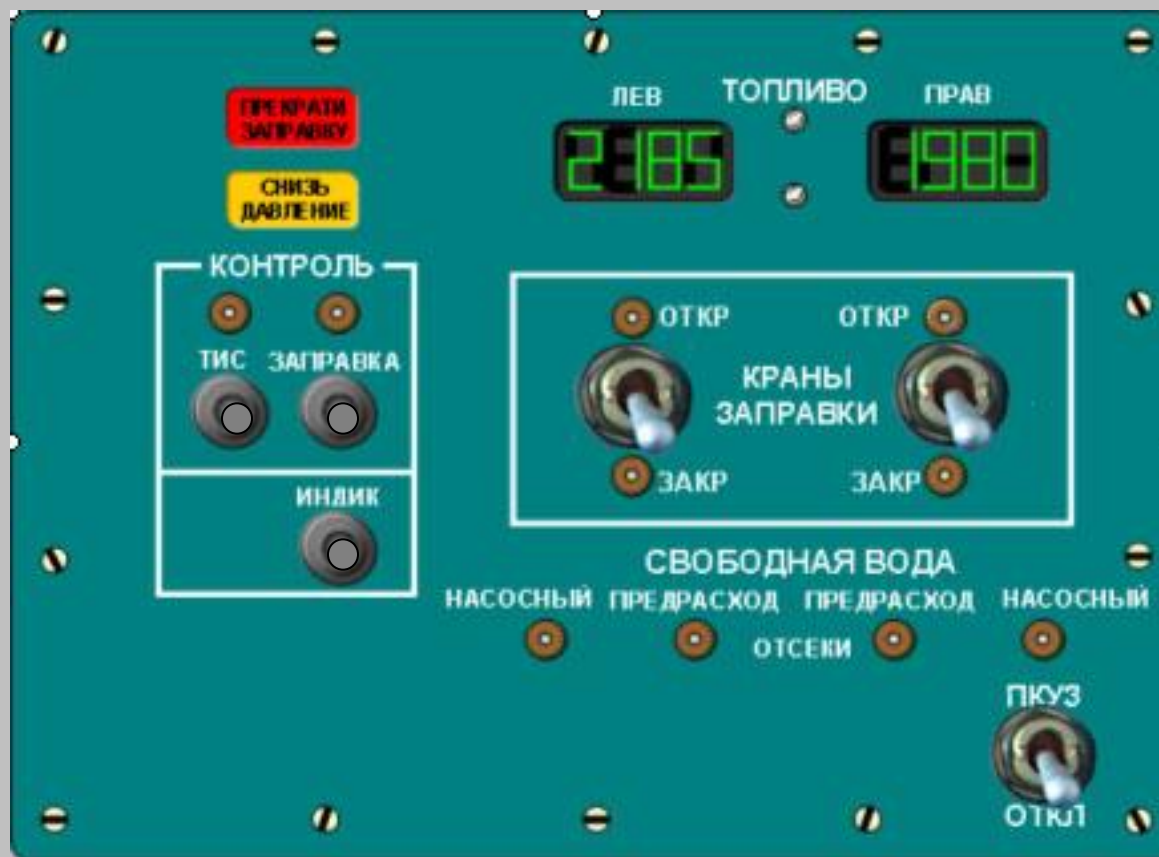 ПРЕКРАТИ
ЗАПРАВКУ
СНИЗЬ
ДАВЛЕНИЕ
ЛЕВ ТОПЛИВО ПРАВ
2185 1980
КОНТРОЛЬ
ТИС ЗАПРАВКА
ИНДИК
ОТКР ОТКР
КРАНЫ
ЗАПРАВКИ
ЗАКР ЗАКР
СВОБОДНАЯ ВОДА
НАСОСНЫЙ ПРЕДРАСХОД ПРЕДРАСХОД НАСОСНЫЙ
ОТСЕКИ
ПКУЗ
ОТКЛ